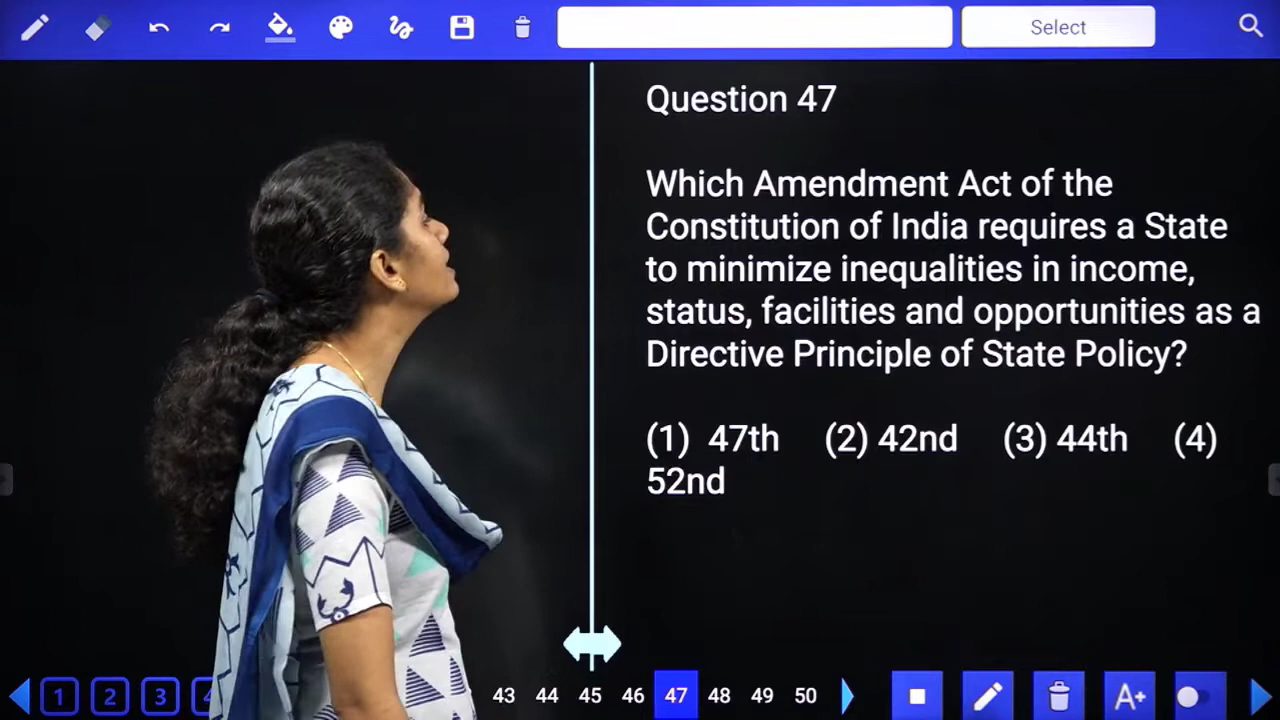 Select
Question 47
Which Amendment Act of the
Constitution of India requires a State
to minimize inequalities in income,
status, facilities and opportunities as a
Directive Principle of State Policy?
(1) 47th (2) 42nd (3) 44th (4)
52nd
1 2 3 4 43 44 45 46 47 48 49 50 A+